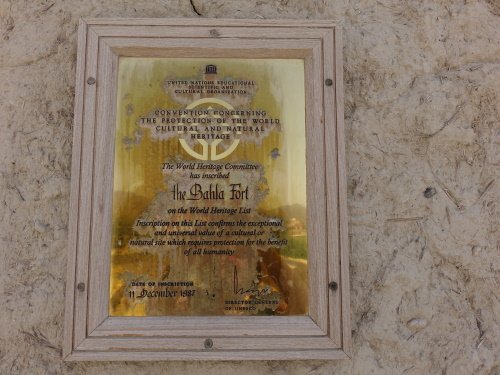 UNITED NATIONS EDUCATIONAL
SCIENTIFIC AND
CULTURAL ORGANIZATION
CONVENTION CONCERNING
THE PROTECTION OF THE WORLD
CULTURAL AND NATURAL
HERITAGE
The World Heritage Committee
has inscribed
the Bahla Fort
on the World Heritage List
Inscription on this List confirms the exceptional
and universal value of a cultural or
natural site which requires protection for the benefit
of all humanity
DATE OF INSCRIPTION
11 December 1987
DIRECTOR-GENERAL
OF UNESCO